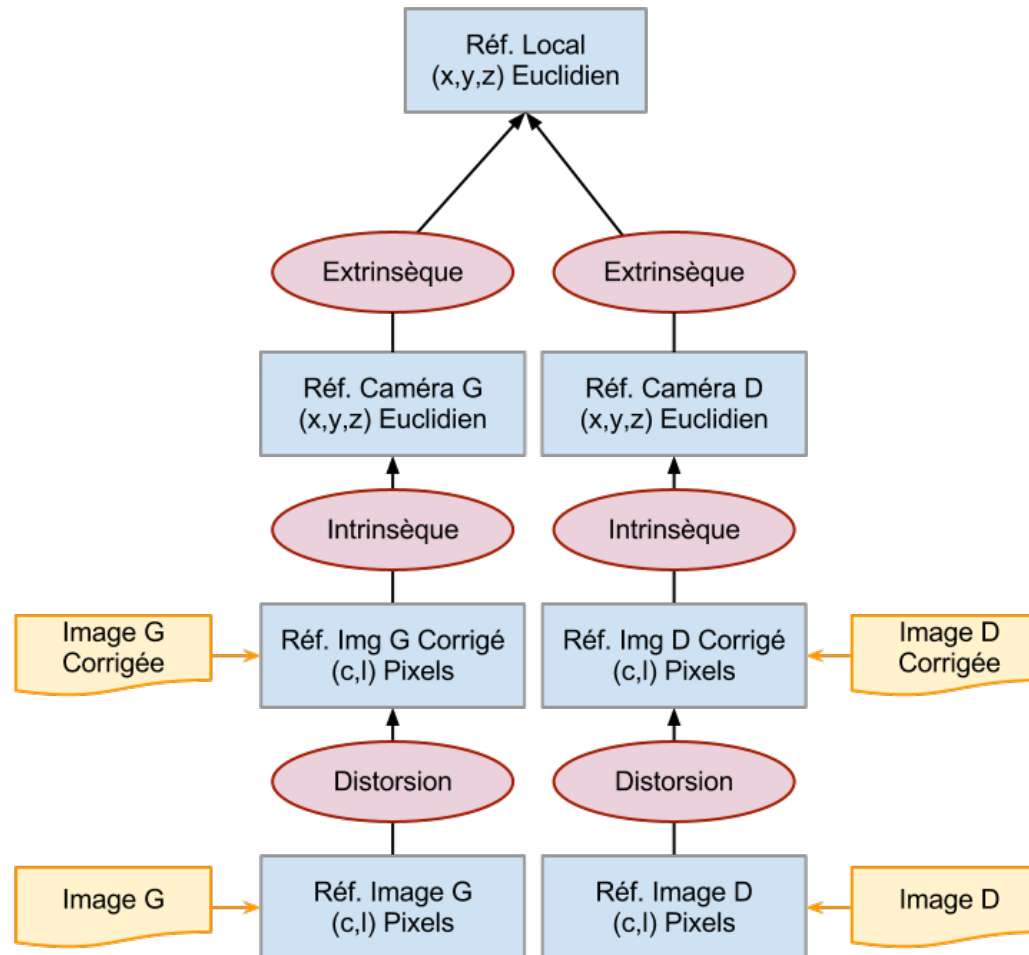 Réf. Local
(x,y,z) Euclidien
Extrinsèque
Extrinsèque
Réf. Caméra G
(x,y,z) Euclidien
Réf. Caméra D
(x,y,z) Euclidien
Intrinsèque
Intrinsèque
Image G
Corrigée
Réf. Img G Corrigé
(c,l) Pixels
Réf. Img D Corrigé
(c,l) Pixels
Image D
Corrigée
Distorsion
Distorsion
Image G
Réf. Image G
(c,l) Pixels
Réf. Image D
(c,l) Pixels
Image D